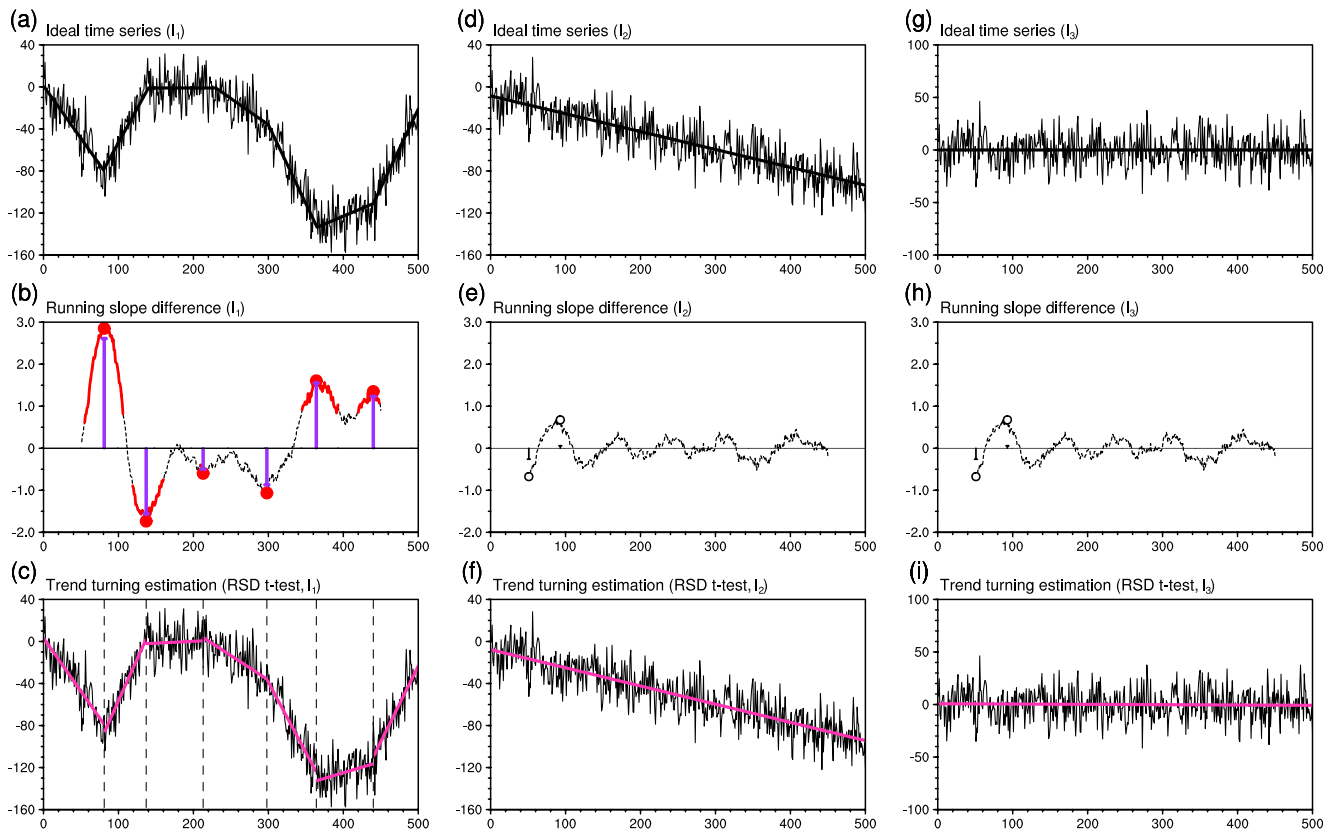 (a) Ideal time series (I₁)
40
0
-40
-80
-120
-160
0 100 200 300 400 500
(b) Running slope difference (I₁)
3.0
2.0
1.0
0
-1.0
-2.0
0 100 200 300 400 500
(c) Trend turning estimation (RSD t-test, I₁)
40
0
-40
-80
-120
-160
0 100 200 300 400 500
(d) Ideal time series (I₂)
40
0
-40
-80
-120
-160
0 100 200 300 400 500
(e) Running slope difference (I₂)
3.0
2.0
1.0
0
-1.0
-2.0
0 100 200 300 400 500
(f) Trend turning estimation (RSD t-test, I₂)
40
0
-40
-80
-120
-160
0 100 200 300 400 500
(g) Ideal time series (I₃)
100
50
0
-50
-100
0 100 200 300 400 500
(h) Running slope difference (I₃)
3.0
2.0
1.0
0
-1.0
-2.0
0 100 200 300 400 500
(i) Trend turning estimation (RSD t-test, I₃)
100
50
0
-50
-100
0 100 200 300 400 500